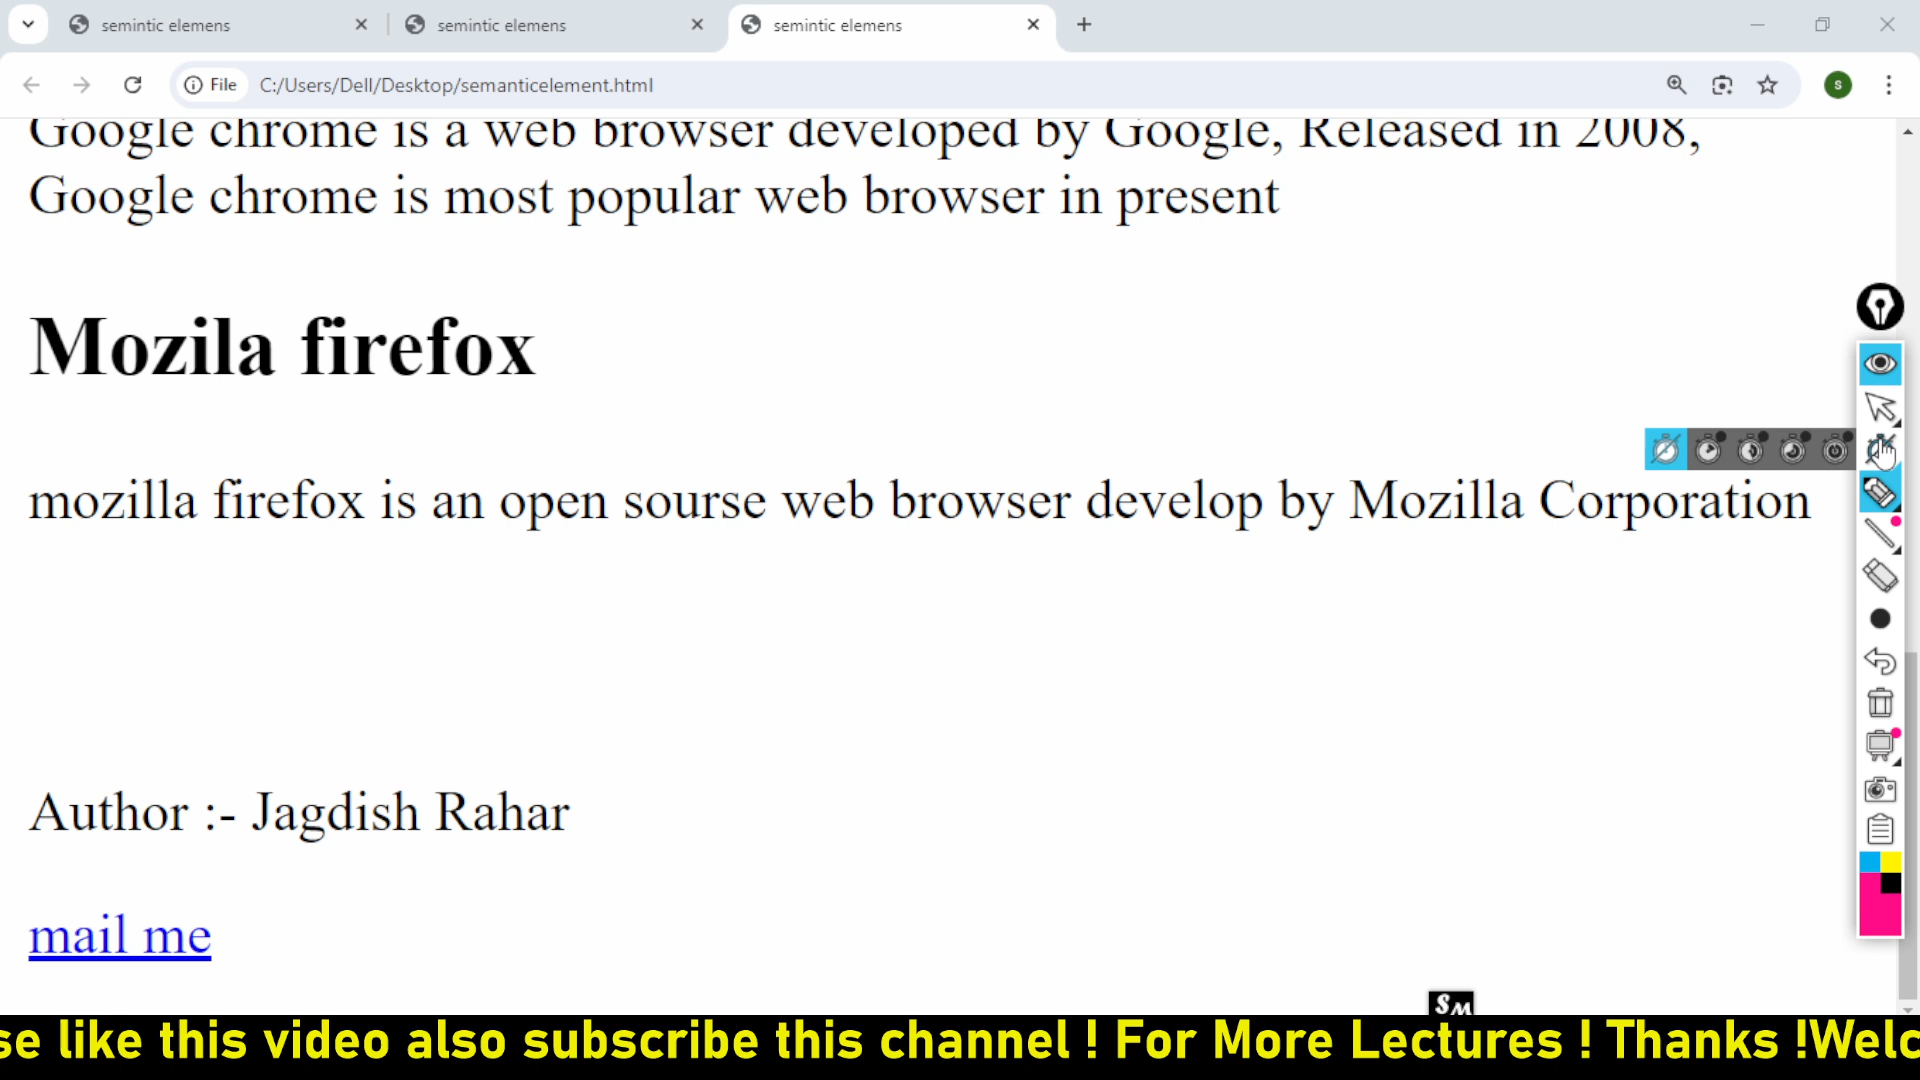 semintic elemens
semintic elemens
semintic elemens
File
C:/Users/Dell/Desktop/semanticelement.html
s
Google chrome is a web browser developed by Google, Released in 2008,
Google chrome is most popular web browser in present
Mozila firefox
mozilla firefox is an open sourse web browser develop by Mozilla Corporation
Author :- Jagdish Rahar
mail me
SM
se like this video also subscribe this channel ! For More Lectures ! Thanks !Welc